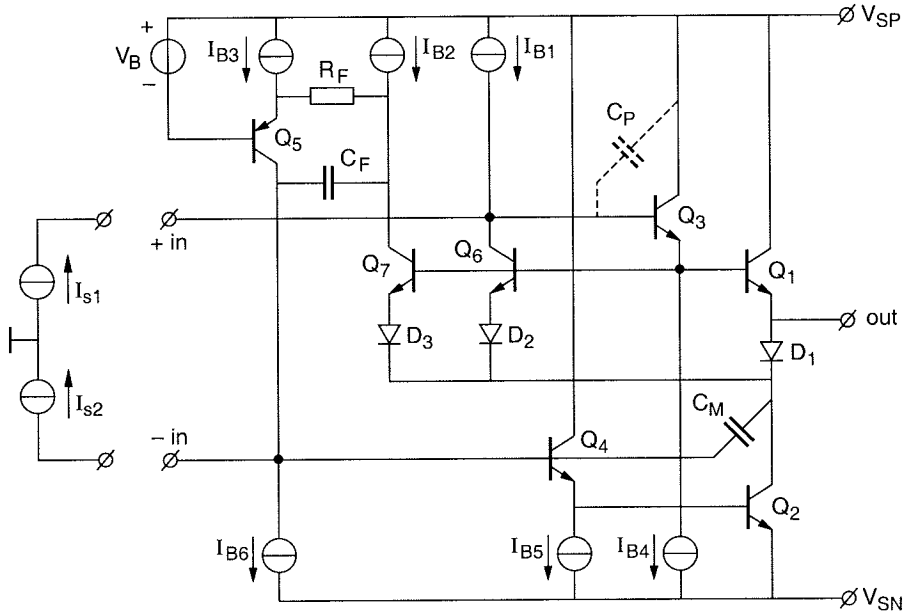 + V_SP
V_B I_B3 I_B2 I_B1
R_F
−
Q_5 C_P
C_F
Q_3
+ in
Q_7 Q_6 Q_1
I_s1
out
D_3 D_2 D_1
I_s2 C_M
− in Q_4
Q_2
I_B6 I_B5 I_B4
V_SN